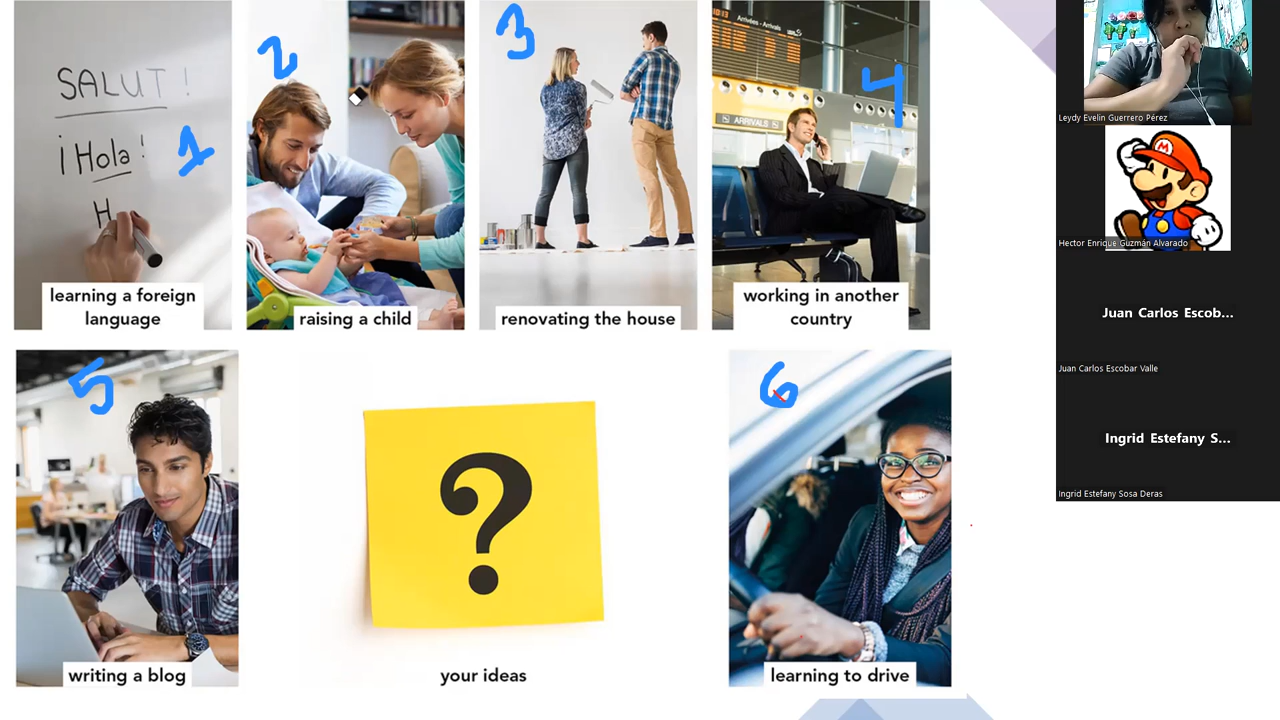 SALUT !
¡Hola !
H
1
learning a foreign
language
2
raising a child
3
renovating the house
Arrivées - Arrivals
ARRIVALS
4
working in another
country
5
writing a blog
?
your ideas
6
learning to drive
Leydy Evelin Guerrero Pérez
M
Hector Enrique Guzmán Alvarado
Juan Carlos Escob...
Juan Carlos Escobar Valle
Ingrid Estefany S...
Ingrid Estefany Sosa Deras